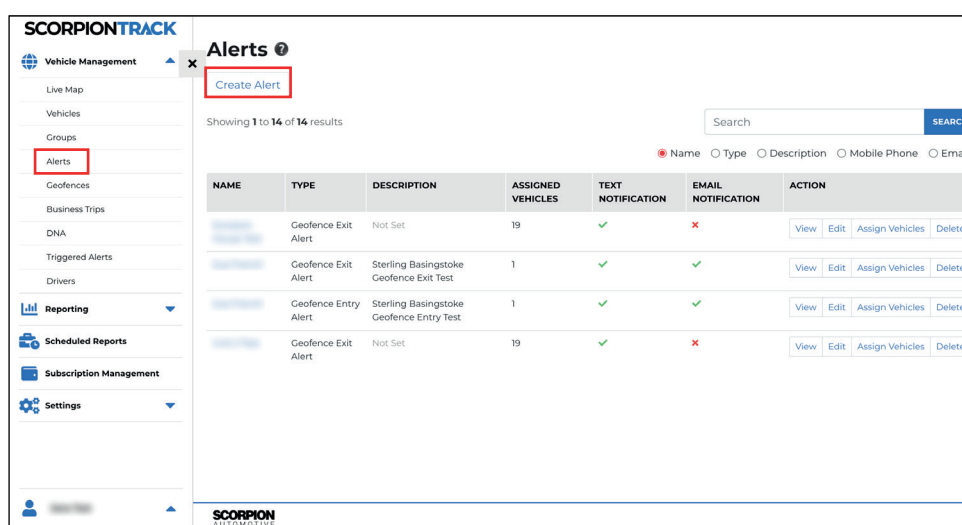 SCORPIONTRACK
Vehicle Management
Live Map
Vehicles
Groups
Alerts
Geofences
Business Trips
DNA
Triggered Alerts
Drivers
Reporting
Scheduled Reports
Subscription Management
Settings
Alerts ?
Create Alert
Showing 1 to 14 of 14 results
Search SEARC
Name Type Description Mobile Phone Ema
NAME TYPE DESCRIPTION ASSIGNED VEHICLES TEXT NOTIFICATION EMAIL NOTIFICATION ACTION
Geofence Exit Alert Not Set 19 View Edit Assign Vehicles Delete
Geofence Exit Alert Sterling Basingstoke Geofence Exit Test 1 View Edit Assign Vehicles Delete
Geofence Entry Alert Sterling Basingstoke Geofence Entry Test 1 View Edit Assign Vehicles Delete
Geofence Exit Alert Not Set 19 View Edit Assign Vehicles Delete
SCORPION
AUTOMOTIVE